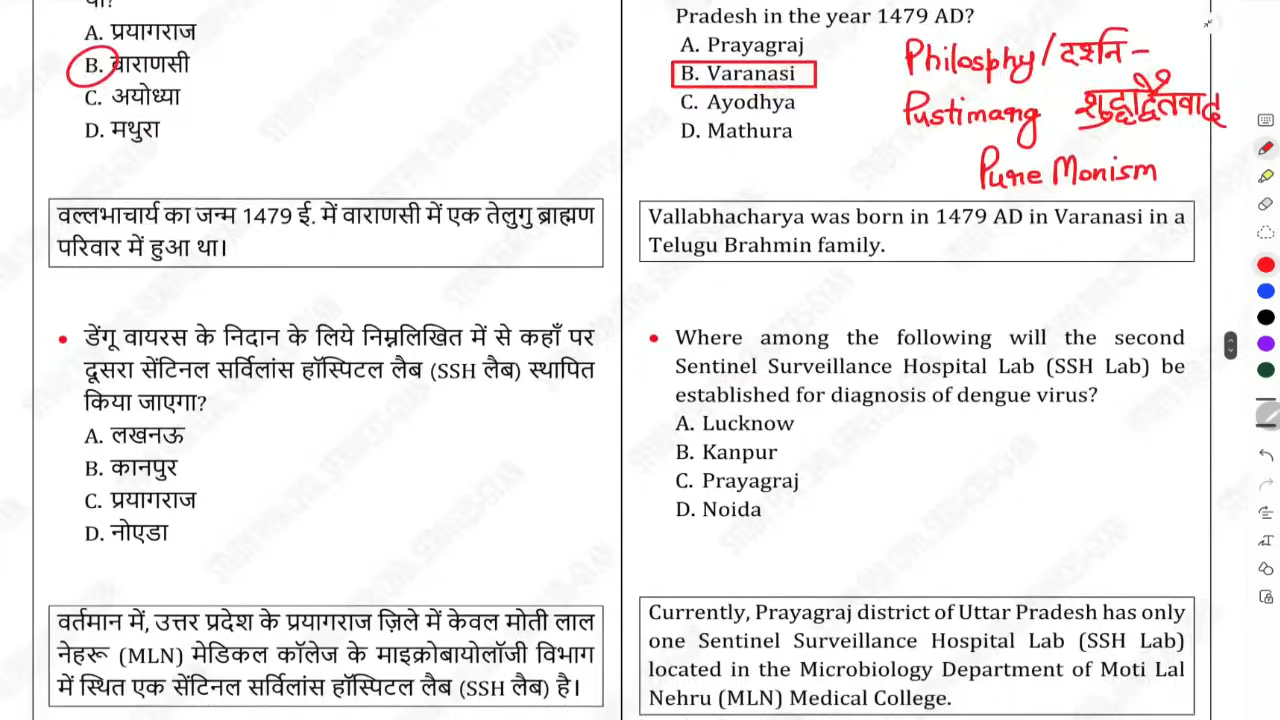 A. प्रयागराज
B. वाराणसी
C. अयोध्या
D. मथुरा
वल्लभाचार्य का जन्म 1479 ई. में वाराणसी में एक तेलुगु ब्राह्मण
परिवार में हुआ था।
• डेंगू वायरस के निदान के लिये निम्नलिखित में से कहाँ पर
दूसरा सेंटिनल सर्विलांस हॉस्पिटल लैब (SSH लैब) स्थापित
किया जाएगा?
A. लखनऊ
B. कानपुर
C. प्रयागराज
D. नोएडा
वर्तमान में, उत्तर प्रदेश के प्रयागराज ज़िले में केवल मोती लाल
नेहरू (MLN) मेडिकल कॉलेज के माइक्रोबायोलॉजी विभाग
में स्थित एक सेंटिनल सर्विलांस हॉस्पिटल लैब (SSH लैब) है।
Pradesh in the year 1479 AD?
A. Prayagraj
B. Varanasi
C. Ayodhya
D. Mathura
Philosphy/दर्शन -
Pustimarg शुद्धाद्वैतवाद
Pure Monism
Vallabhacharya was born in 1479 AD in Varanasi in a
Telugu Brahmin family.
• Where among the following will the second
Sentinel Surveillance Hospital Lab (SSH Lab) be
established for diagnosis of dengue virus?
A. Lucknow
B. Kanpur
C. Prayagraj
D. Noida
Currently, Prayagraj district of Uttar Pradesh has only
one Sentinel Surveillance Hospital Lab (SSH Lab)
located in the Microbiology Department of Moti Lal
Nehru (MLN) Medical College.